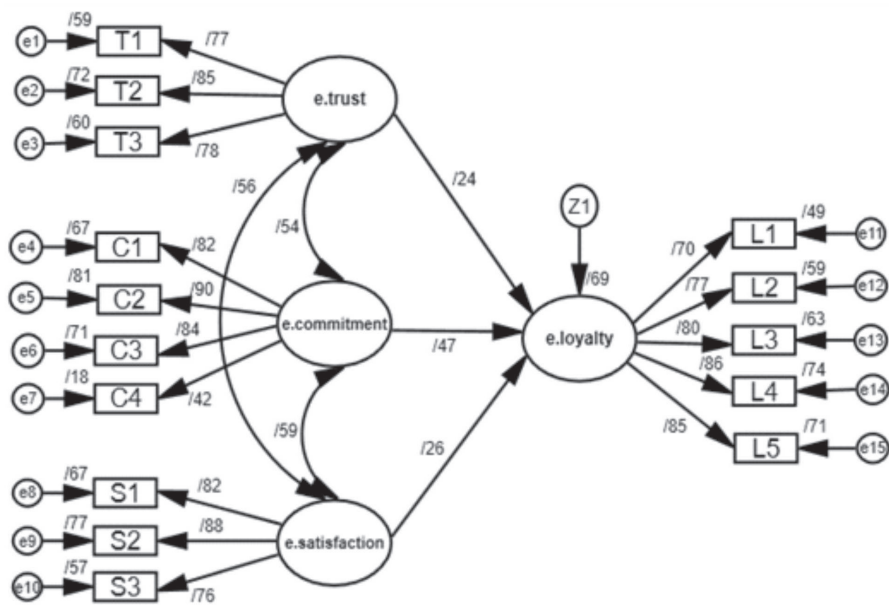 /59
e1 T1 /77
/72
e2 T2 /85
e.trust
/60
e3 T3 /78
/56
/24
/54
Z1
/67
e4 C1 /82
/81
e5 C2 /90
e.commitment
/71
e6 C3 /84
/18
e7 C4 /42
/47
/69
e.loyalty
/70 L1 /49 e11
/77 L2 /59 e12
/80 L3 /63 e13
/86 L4 /74 e14
/85 L5 /71 e15
/59
/26
/67
e8 S1 /82
/77
e9 S2 /88
e.satisfaction
/57
e10 S3 /76